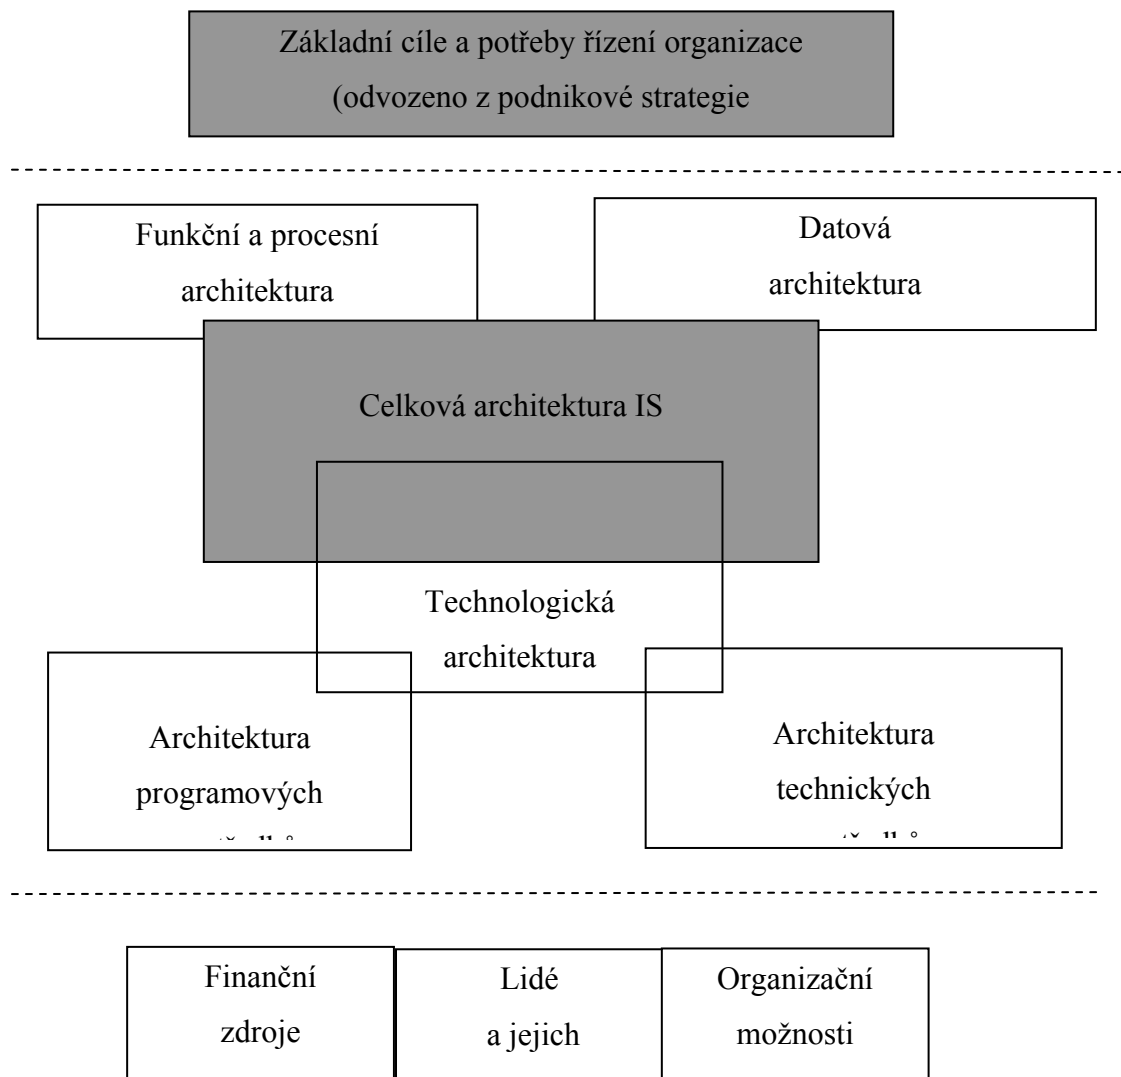 Základní cíle a potřeby řízení organizace
(odvozeno z podnikové strategie
Funkční a procesní
architektura
Datová
architektura
Celková architektura IS
Technologická
architektura
Architektura
programových
Architektura
technických
Finanční
zdroje
Lidé
a jejich
Organizační
možnosti